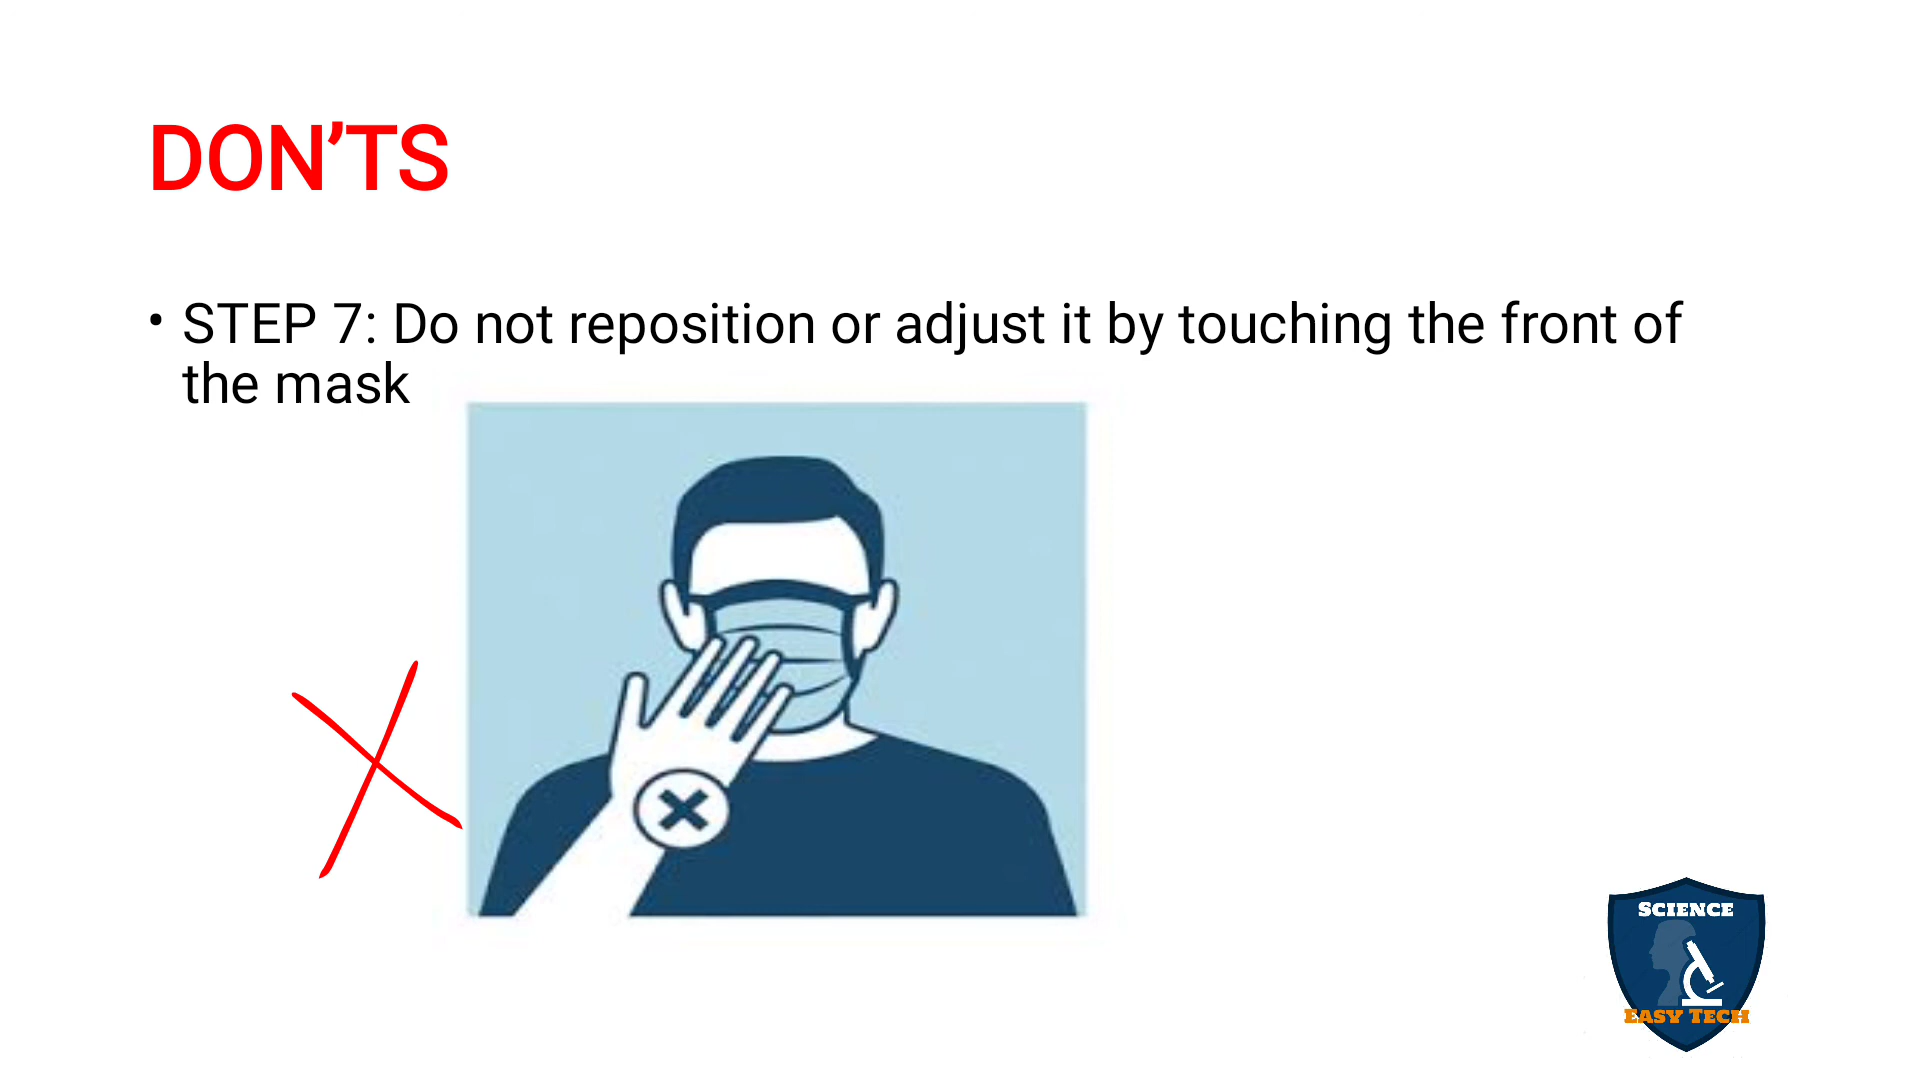 DON’TS
• STEP 7: Do not reposition or adjust it by touching the front of
the mask
SCIENCE
EASY TECH